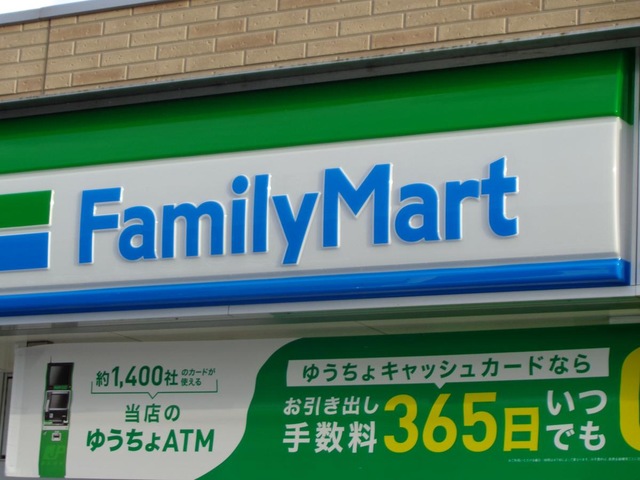 FamilyMart
約1,400社のカードが使える
当店の
ゆうちょATM
ゆうちょキャッシュカードなら
お引き出し
手数料
365日
いつ
でも